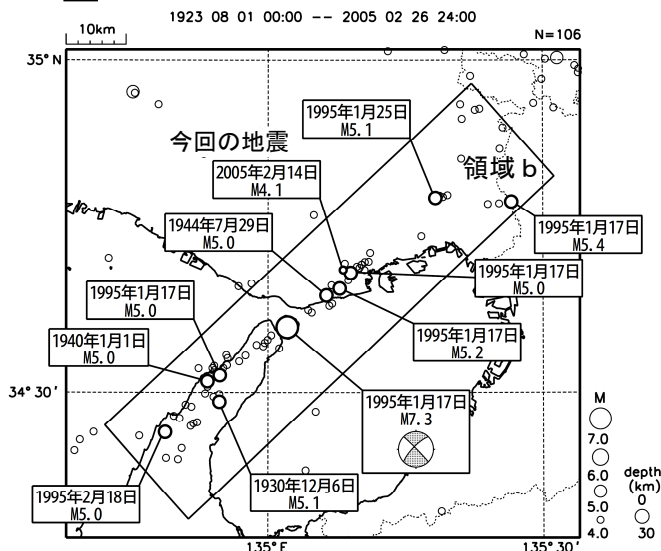 1923 08 01 00:00 -- 2005 02 26 24:00
10km
N=106
35°N
1995年1月25日
M5.1
今回の地震
領域b
2005年2月14日
M4.1
1944年7月29日
M5.0
1995年1月17日
M5.4
1995年1月17日
M5.0
1995年1月17日
M5.0
1940年1月1日
M5.0
1995年1月17日
M5.2
34°30′
1995年1月17日
M7.3
M
7.0
6.0
5.0
4.0
depth
(km)
0
30
1995年2月18日
M5.0
1930年12月6日
M5.1
135°E
135°30′